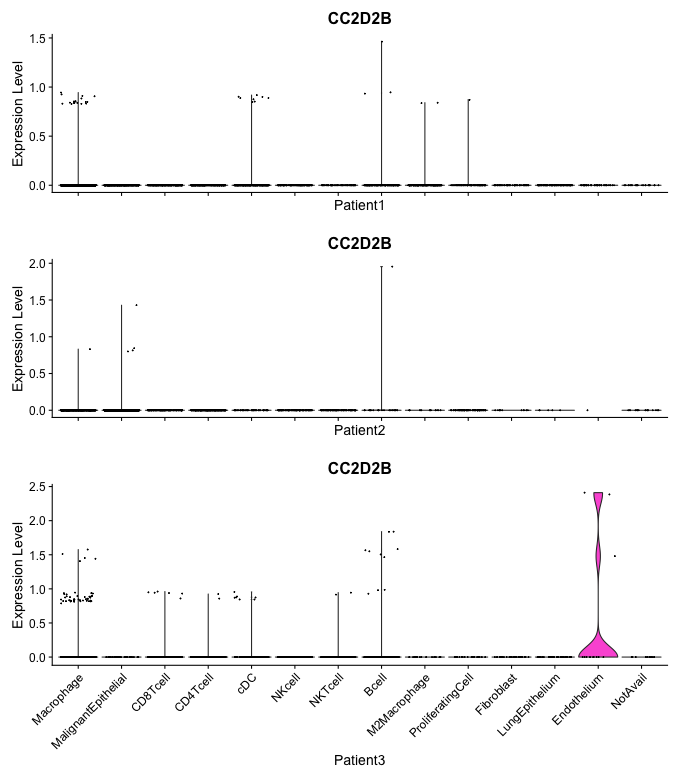 CC2D2B
Expression Level
1.5
1.0
0.5
0.0
Patient1
CC2D2B
Expression Level
2.0
1.5
1.0
0.5
0.0
Patient2
CC2D2B
Expression Level
2.5
2.0
1.5
1.0
0.5
0.0
Macrophage
MalignantEpithelial
CD8Tcell
CD4Tcell
cDC
NKcell
NKTcell
Bcell
M2Macrophage
ProliferatingCell
Fibroblast
LungEpithelium
Endothelium
NotAvail
Patient3